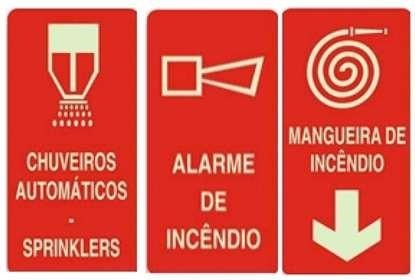 CHUVEIROS
AUTOMÁTICOS
-
SPRINKLERS
ALARME
DE
INCÊNDIO
MANGUEIRA DE
INCÊNDIO